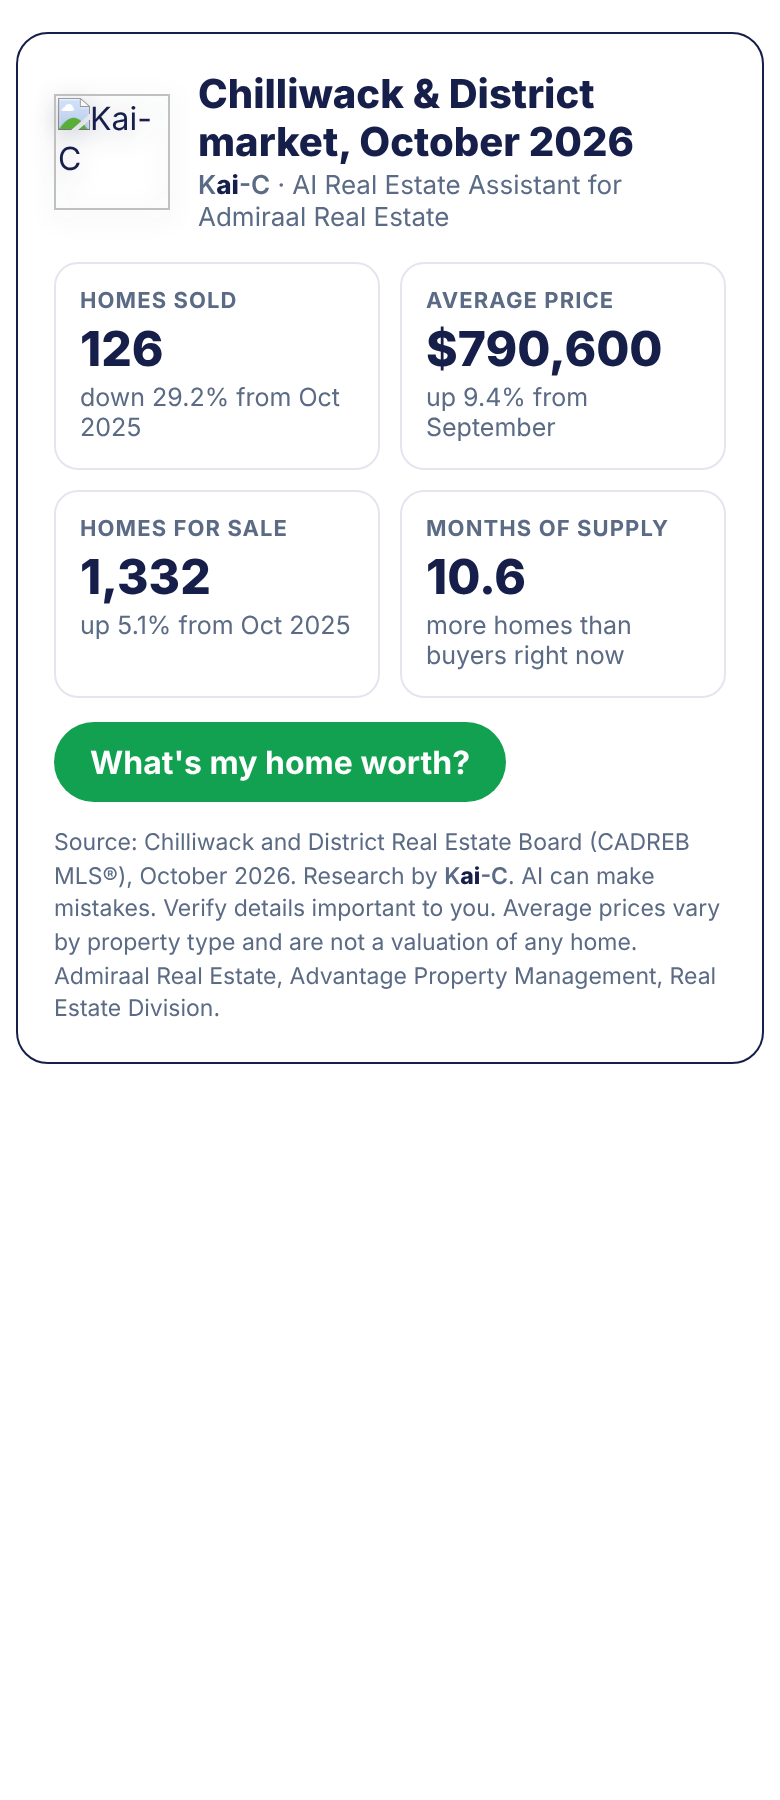 Kai-
C
Chilliwack & District
market, October 2026
Kai-C · AI Real Estate Assistant for
Admiraal Real Estate
HOMES SOLD
126
down 29.2% from Oct
2025
AVERAGE PRICE
$790,600
up 9.4% from
September
HOMES FOR SALE
1,332
up 5.1% from Oct 2025
MONTHS OF SUPPLY
10.6
more homes than
buyers right now
What's my home worth?
Source: Chilliwack and District Real Estate Board (CADREB
MLS®), October 2026. Research by Kai-C. AI can make
mistakes. Verify details important to you. Average prices vary
by property type and are not a valuation of any home.
Admiraal Real Estate, Advantage Property Management, Real
Estate Division.